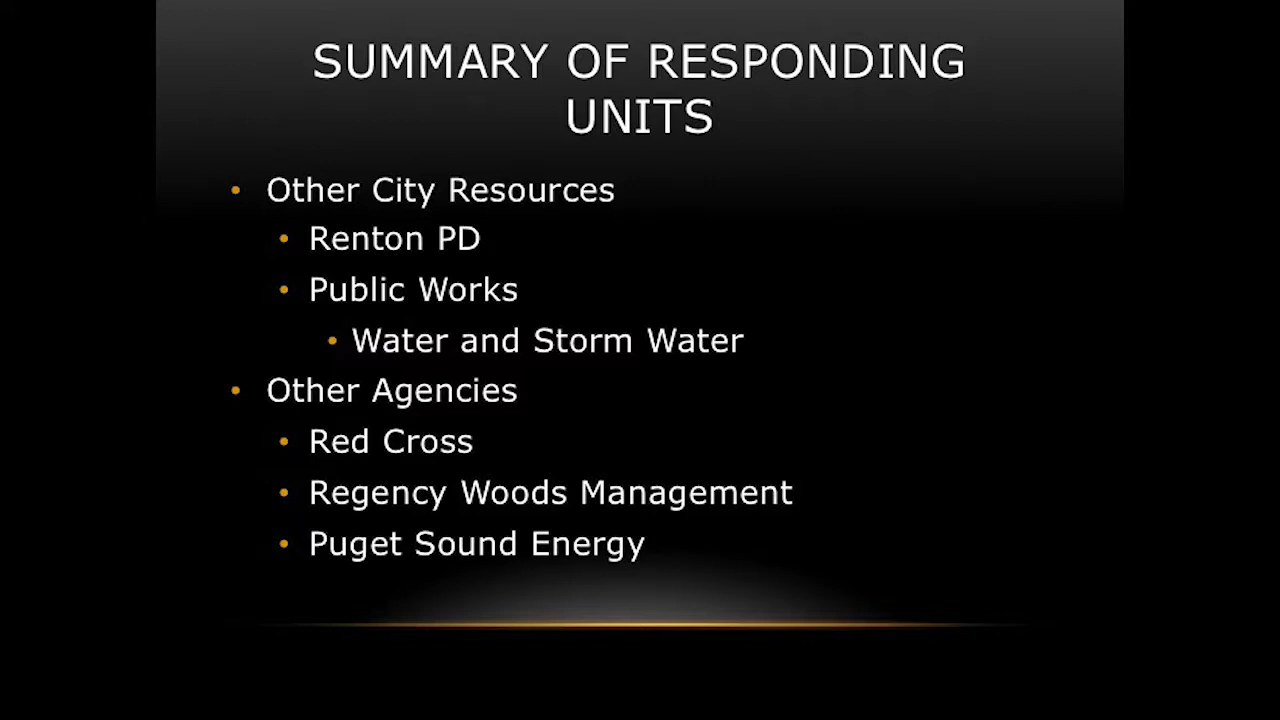 SUMMARY OF RESPONDING
UNITS
• Other City Resources
• Renton PD
• Public Works
• Water and Storm Water
• Other Agencies
• Red Cross
• Regency Woods Management
• Puget Sound Energy